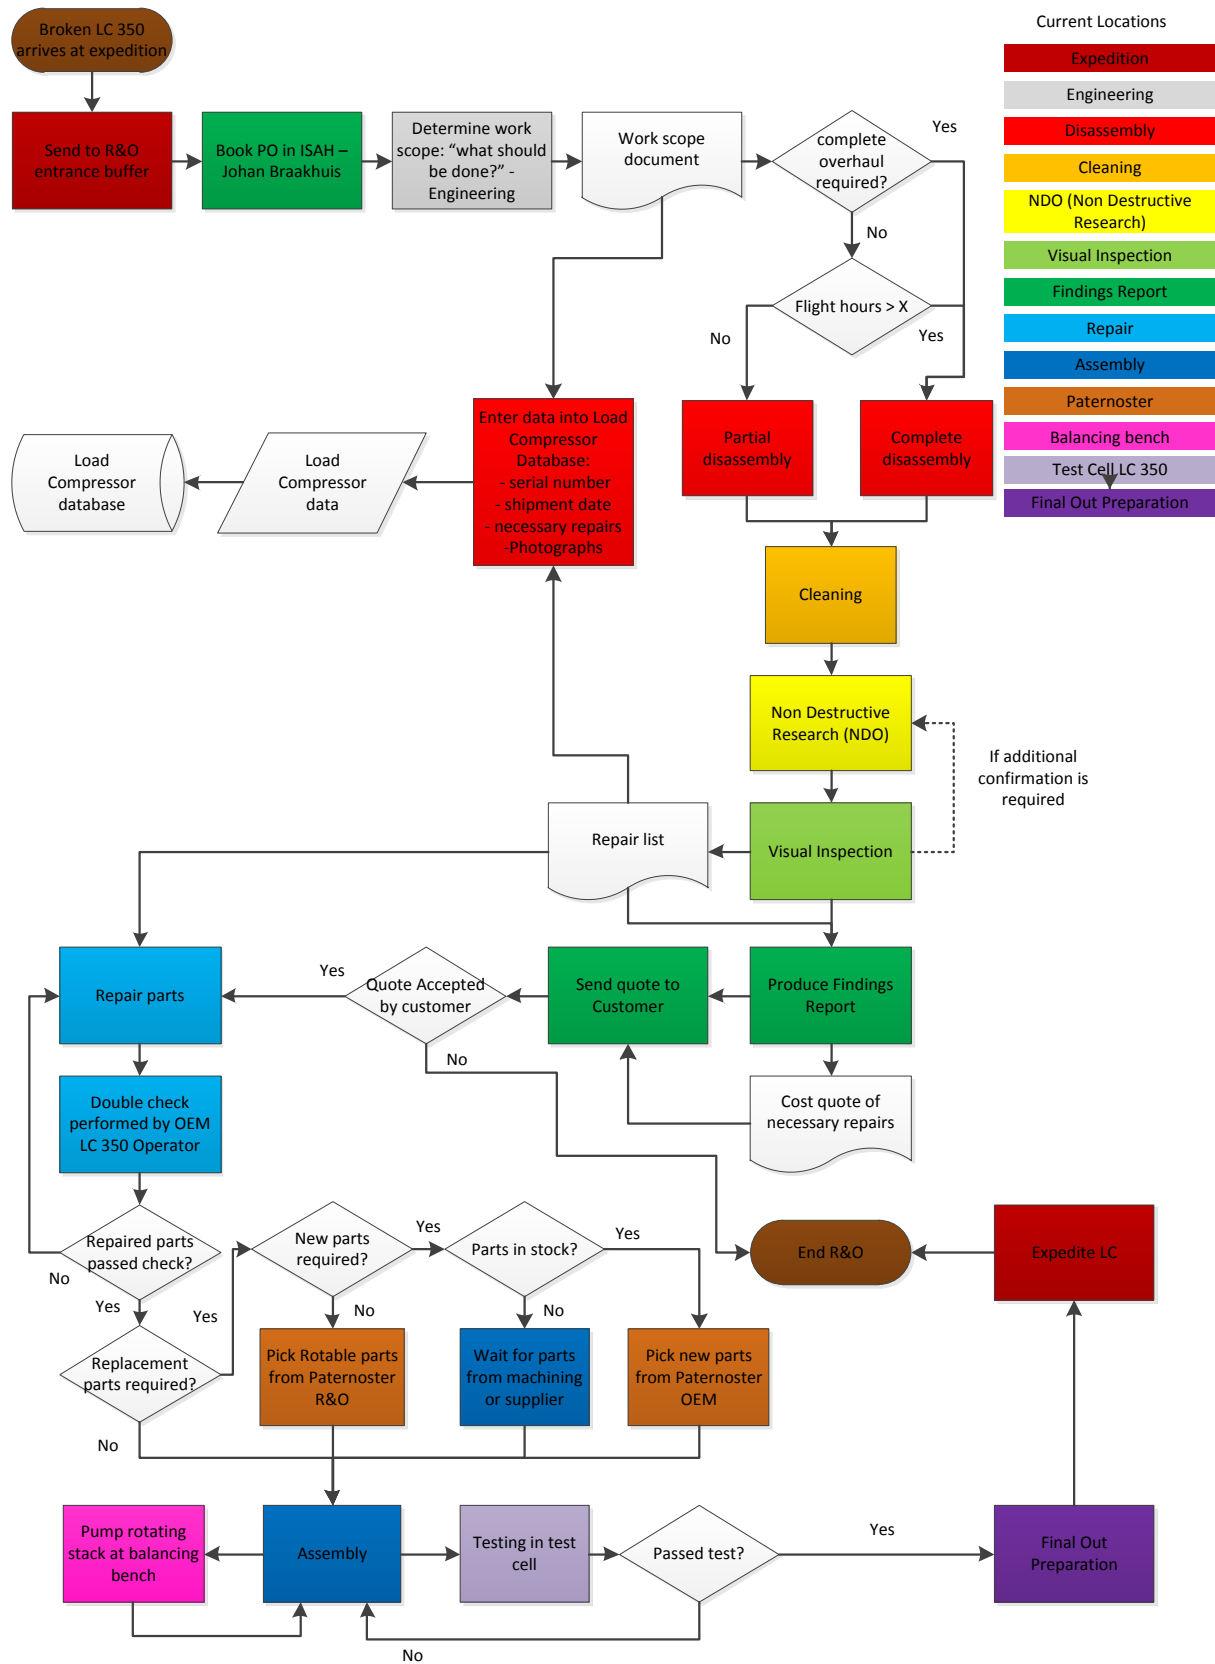 Broken LC 350
arrives at expedition
Current Locations
Expedition
Engineering
Disassembly
Cleaning
NDO (Non Destructive
Research)
Visual Inspection
Findings Report
Repair
Assembly
Paternoster
Balancing bench
Test Cell LC 350
Final Out Preparation
Send to R&O
entrance buffer
Book PO in ISAH –
Johan Braakhuis
Determine work
scope: “what should
be done?” -
Engineering
Work scope
document
complete
overhaul
required?
Yes
No
Flight hours > X
No
Yes
Load
Compressor
database
Load
Compressor
data
Enter data into Load
Compressor
Database:
- serial number
- shipment date
- necessary repairs
-Photographs
Partial
disassembly
Complete
disassembly
Cleaning
Non Destructive
Research (NDO)
If additional
confirmation is
required
Repair list
Visual Inspection
Repair parts
Yes
Quote Accepted
by customer
No
Send quote to
Customer
Produce Findings
Report
Cost quote of
necessary repairs
Double check
performed by OEM
LC 350 Operator
Repaired parts
passed check?
No
Yes
Yes
New parts
required?
Yes
No
Parts in stock?
Yes
No
End R&O
Expedite LC
Replacement
parts required?
No
Pick Rotable parts
from Paternoster
R&O
Wait for parts
from machining
or supplier
Pick new parts
from Paternoster
OEM
Pump rotating
stack at balancing
bench
Assembly
Testing in test
cell
Passed test?
Yes
No
Final Out
Preparation